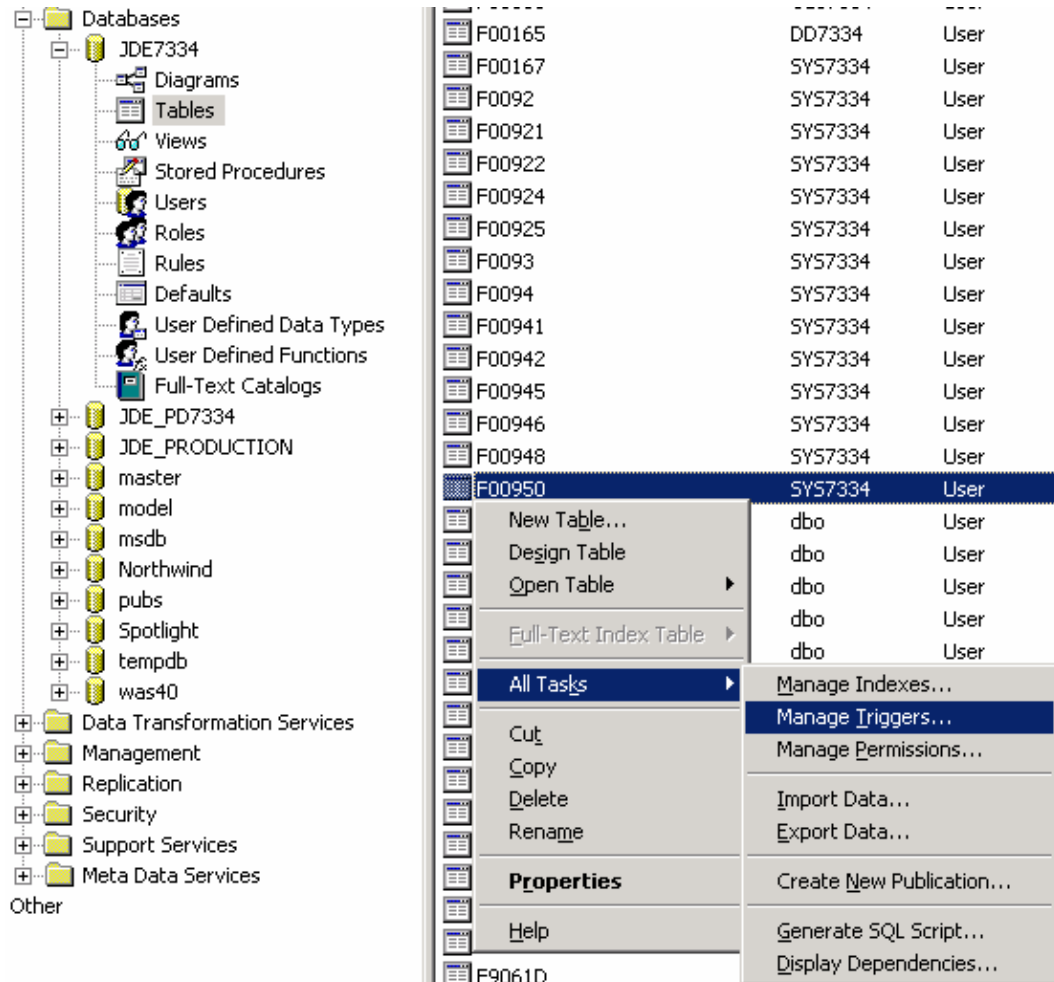 Databases
JDE7334
Diagrams
Tables
Views
Stored Procedures
Users
Roles
Rules
Defaults
User Defined Data Types
User Defined Functions
Full-Text Catalogs
JDE_PD7334
JDE_PRODUCTION
master
model
msdb
Northwind
pubs
Spotlight
tempdb
was40
Data Transformation Services
Management
Replication
Security
Support Services
Meta Data Services
Other
F00165 DD7334 User
F00167 SYS7334 User
F0092 SYS7334 User
F00921 SYS7334 User
F00922 SYS7334 User
F00924 SYS7334 User
F00925 SYS7334 User
F0093 SYS7334 User
F0094 SYS7334 User
F00941 SYS7334 User
F00942 SYS7334 User
F00945 SYS7334 User
F00946 SYS7334 User
F00948 SYS7334 User
F00950 SYS7334 User
dbo User
dbo User
dbo User
dbo User
dbo User
New Table...
Design Table
Open Table
Full-Text Index Table
All Tasks
Cut
Copy
Delete
Rename
Properties
Help
Manage Indexes...
Manage Triggers...
Manage Permissions...
Import Data...
Export Data...
Create New Publication...
Generate SQL Script...
Display Dependencies...
F9061D